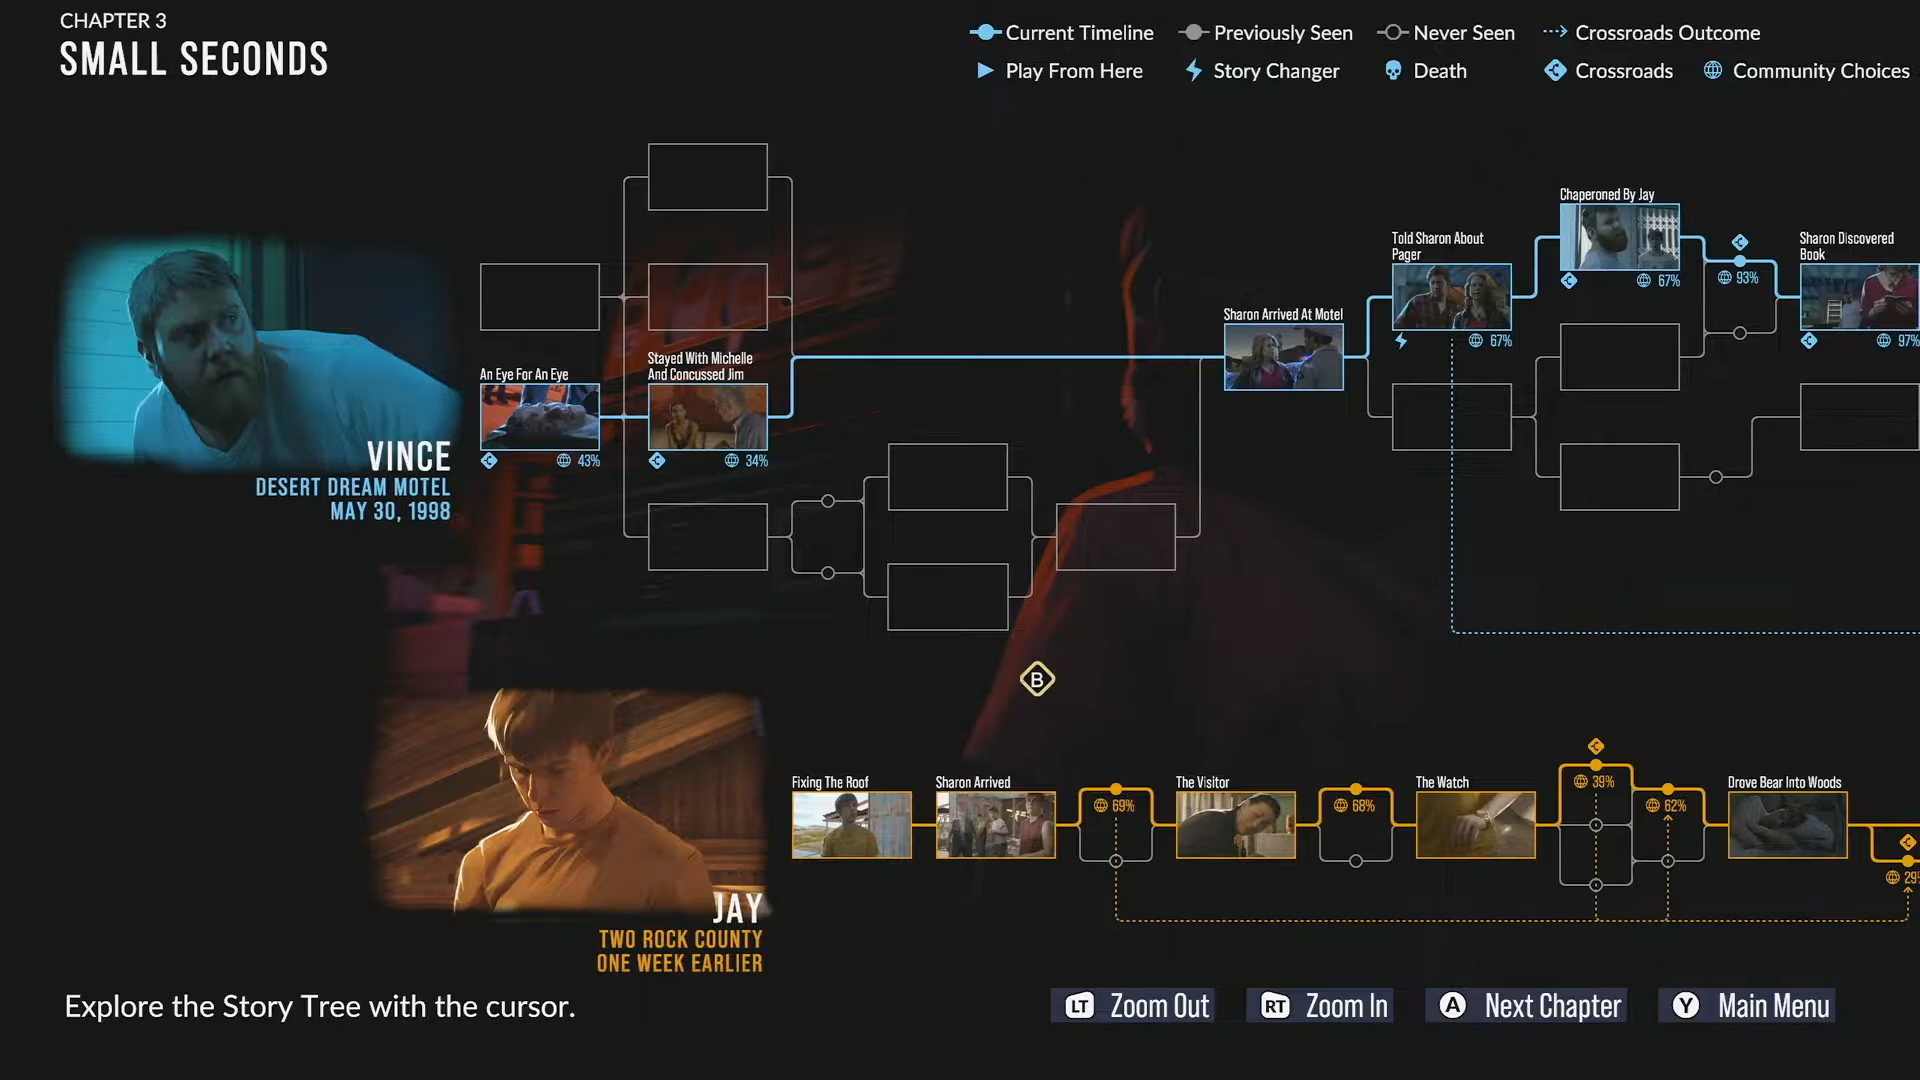 CHAPTER 3
SMALL SECONDS
Current Timeline
Previously Seen
Never Seen
Crossroads Outcome
Play From Here
Story Changer
Death
Crossroads
Community Choices
VINCE
DESERT DREAM MOTEL
MAY 30, 1998
An Eye For An Eye
43%
Stayed With Michelle
And Concussed Jim
34%
Sharon Arrived At Motel
Told Sharon About
Pager
67%
Chaperoned By Jay
67%
93%
Sharon Discovered
Book
97%
B
JAY
TWO ROCK COUNTY
ONE WEEK EARLIER
Fixing The Roof
Sharon Arrived
69%
The Visitor
68%
The Watch
39%
62%
Drove Bear Into Woods
29%
Explore the Story Tree with the cursor.
LT Zoom Out
RT Zoom In
A Next Chapter
Y Main Menu